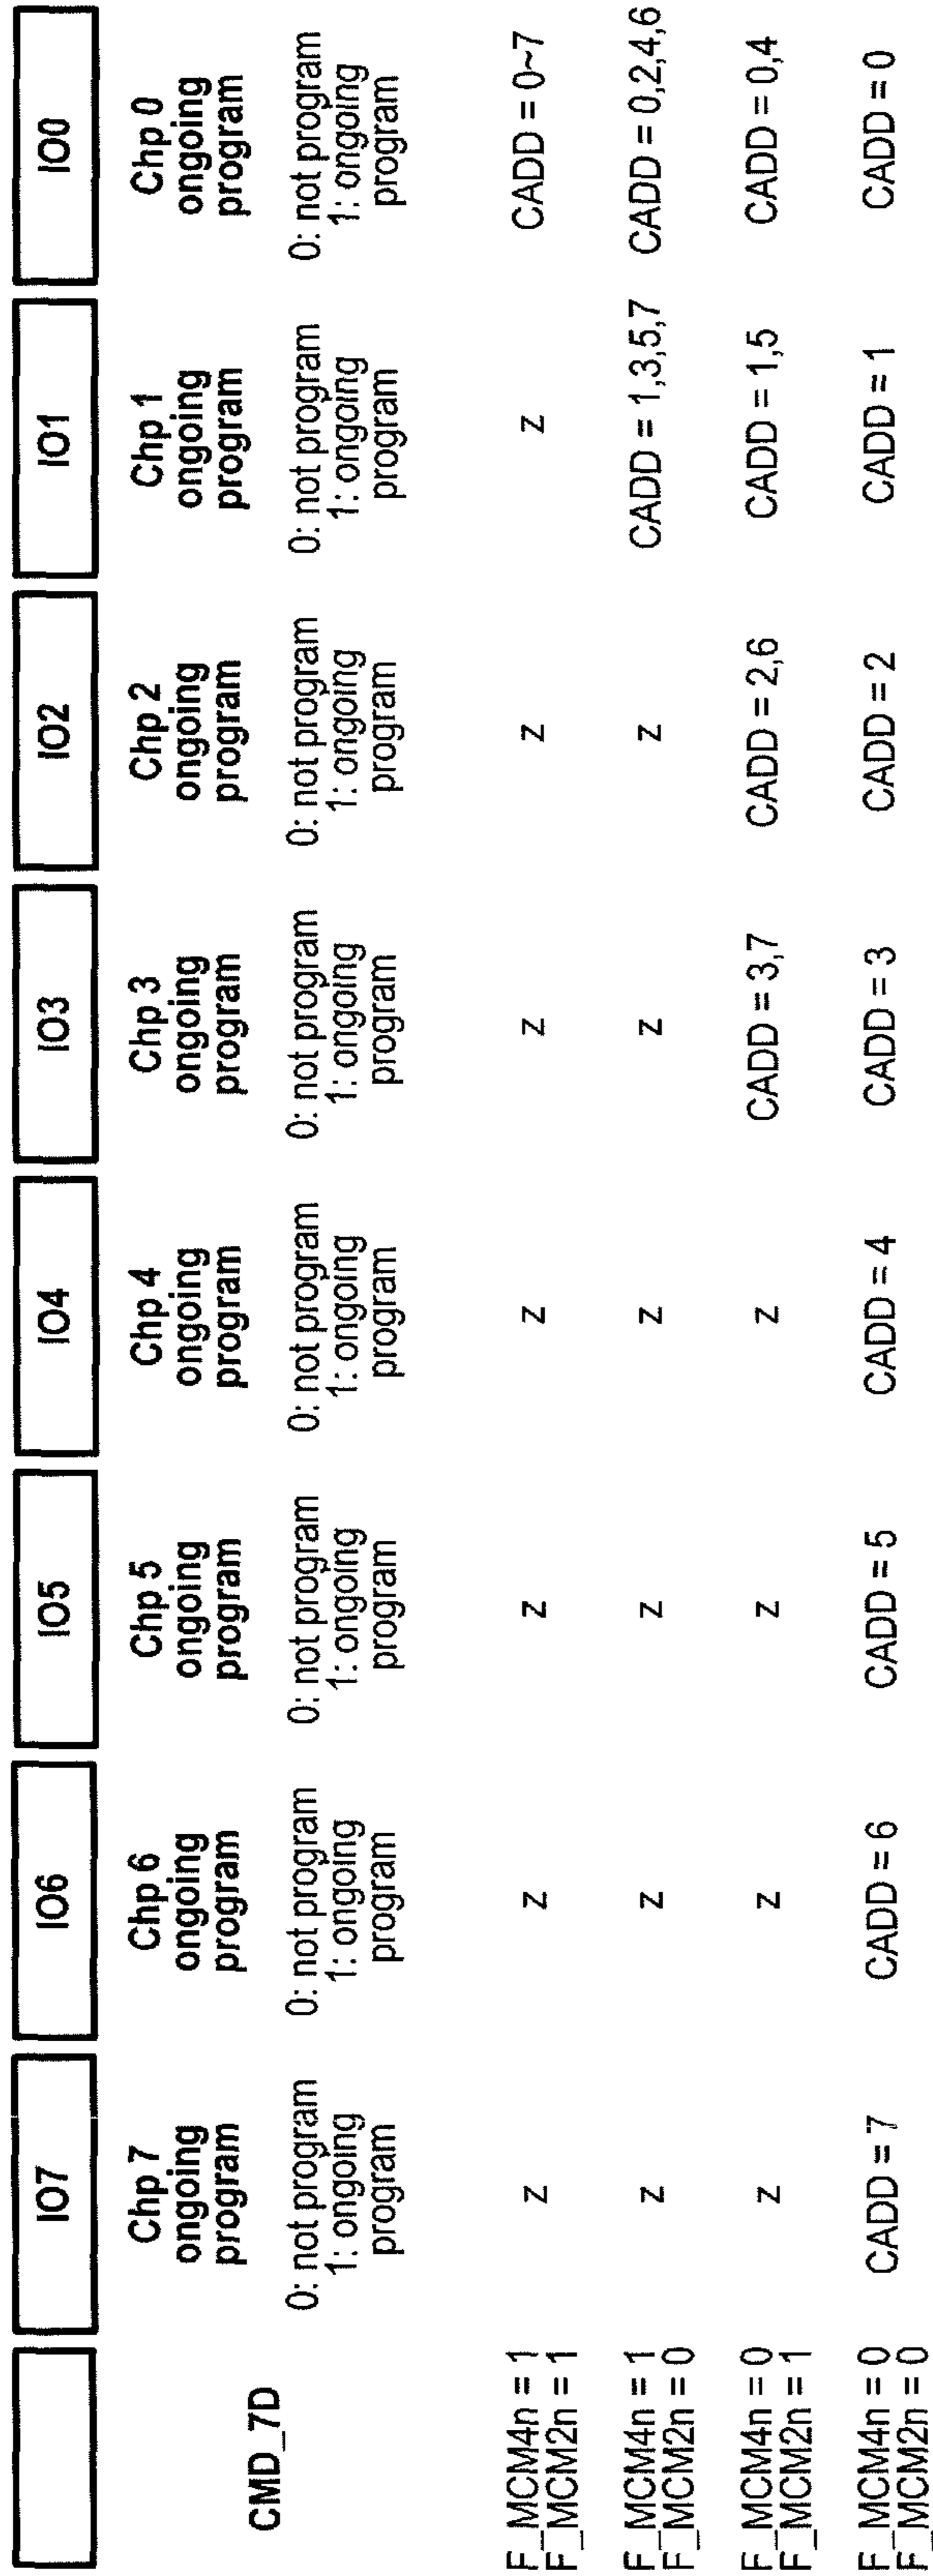 IO7 IO6 IO5 IO4 IO3 IO2 IO1 IO0
CMD_7D
Chp 7
ongoing
program
Chp 6
ongoing
program
Chp 5
ongoing
program
Chp 4
ongoing
program
Chp 3
ongoing
program
Chp 2
ongoing
program
Chp 1
ongoing
program
Chp 0
ongoing
program
0: not program
1: ongoing
program
0: not program
1: ongoing
program
0: not program
1: ongoing
program
0: not program
1: ongoing
program
0: not program
1: ongoing
program
0: not program
1: ongoing
program
0: not program
1: ongoing
program
0: not program
1: ongoing
program
F_MCM4n = 1
F_MCM2n = 1
z z z z z z z CADD = 0~7
F_MCM4n = 1
F_MCM2n = 0
z z z z z z CADD = 1,3,5,7 CADD = 0,2,4,6
F_MCM4n = 0
F_MCM2n = 1
z z z z CADD = 3,7 CADD = 2,6 CADD = 1,5 CADD = 0,4
F_MCM4n = 0
F_MCM2n = 0
CADD = 7 CADD = 6 CADD = 5 CADD = 4 CADD = 3 CADD = 2 CADD = 1 CADD = 0